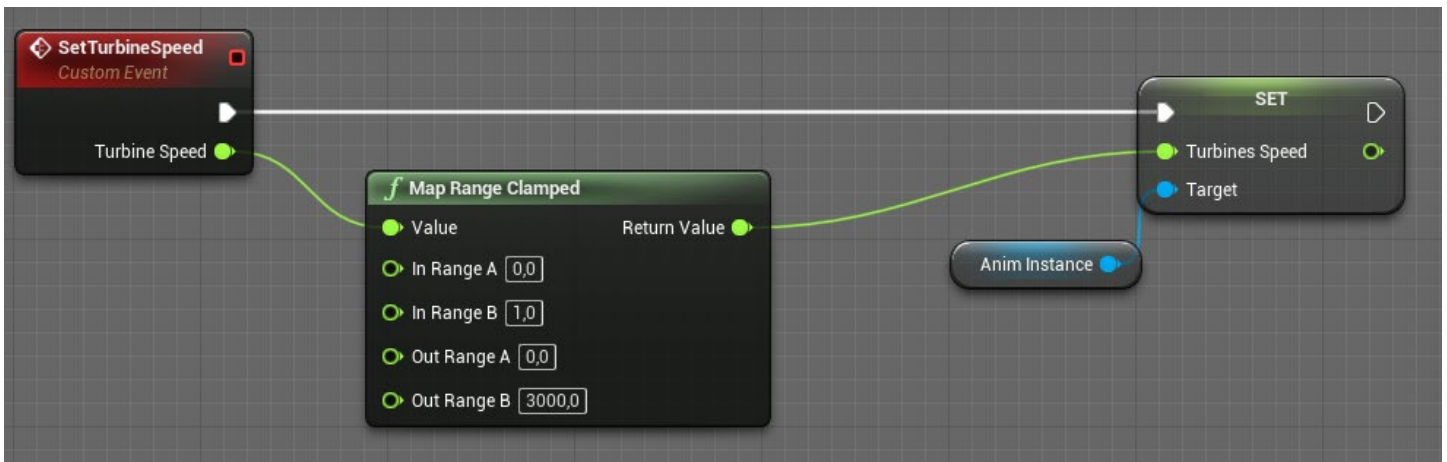 SetTurbineSpeed
Custom Event
Turbine Speed
f Map Range Clamped
Value Return Value
In Range A 0,0
In Range B 1,0
Out Range A 0,0
Out Range B 3000,0
Anim Instance
SET
Turbines Speed
Target